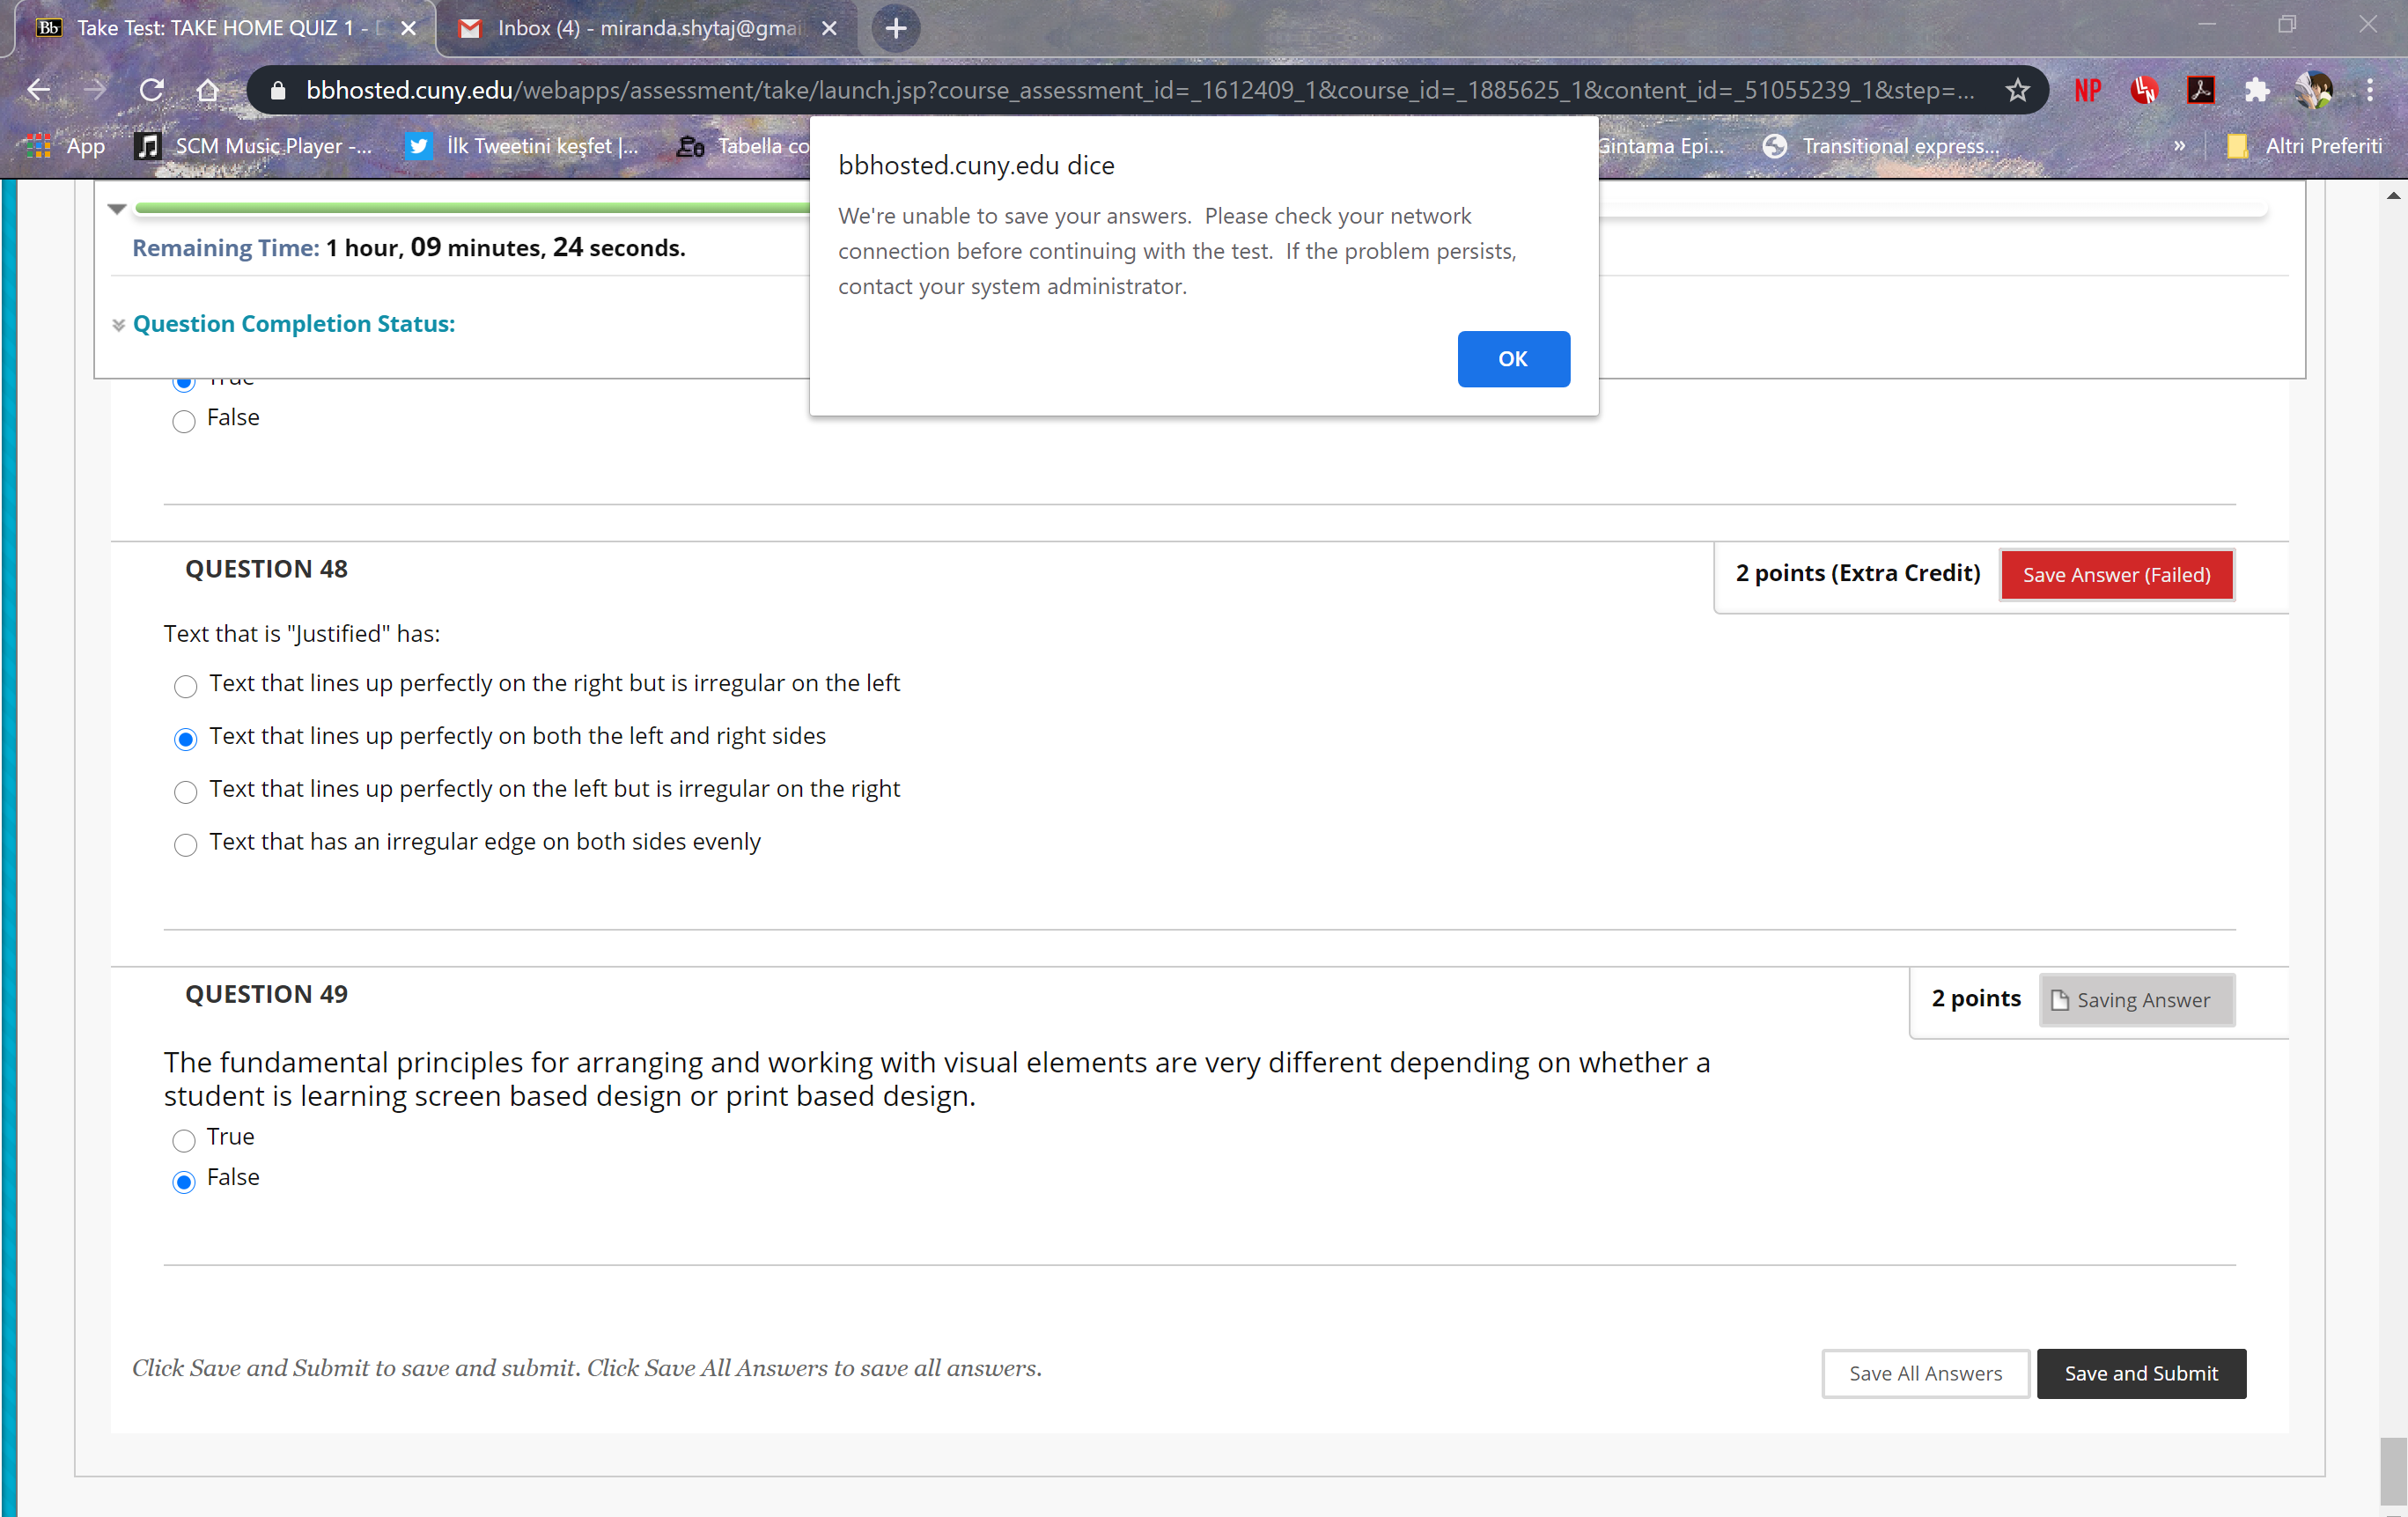 Bb Take Test: TAKE HOME QUIZ 1 -
Inbox (4) - miranda.shytaj@gmai
bbhosted.cuny.edu/webapps/assessment/take/launch.jsp?course_assessment_id=_1612409_1&course_id=_1885625_1&content_id=_51055239_1&step=...
NP
App
SCM Music Player -...
İlk Tweetini keşfet |...
Tabella co
Gintama Epi...
Transitional express...
»
Altri Preferiti
bbhosted.cuny.edu dice
We're unable to save your answers.  Please check your network
connection before continuing with the test.  If the problem persists,
contact your system administrator.
OK
Remaining Time: 1 hour, 09 minutes, 24 seconds.
Question Completion Status:
True
False
QUESTION 48
2 points (Extra Credit)
Save Answer (Failed)
Text that is "Justified" has:
Text that lines up perfectly on the right but is irregular on the left
Text that lines up perfectly on both the left and right sides
Text that lines up perfectly on the left but is irregular on the right
Text that has an irregular edge on both sides evenly
QUESTION 49
2 points
Saving Answer
The fundamental principles for arranging and working with visual elements are very different depending on whether a
student is learning screen based design or print based design.
True
False
Click Save and Submit to save and submit. Click Save All Answers to save all answers.
Save All Answers
Save and Submit